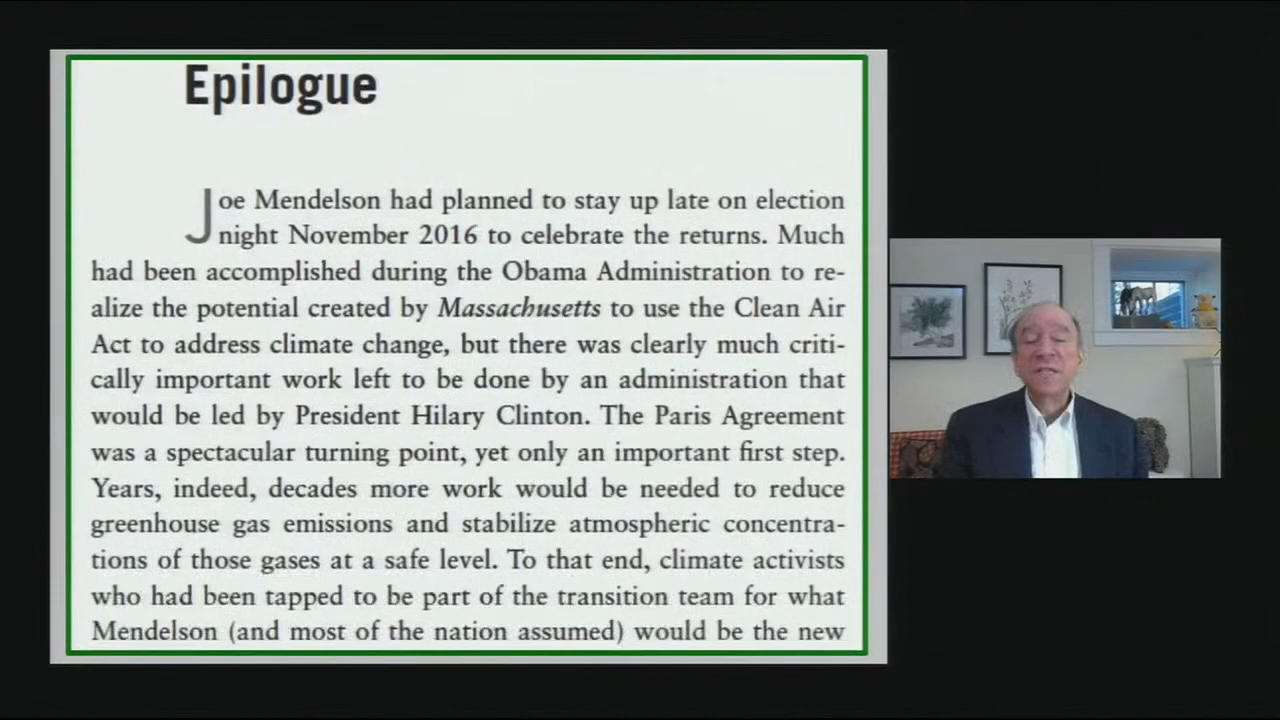 Epilogue
Joe Mendelson had planned to stay up late on election
night November 2016 to celebrate the returns. Much
had been accomplished during the Obama Administration to re-
alize the potential created by Massachusetts to use the Clean Air
Act to address climate change, but there was clearly much criti-
cally important work left to be done by an administration that
would be led by President Hilary Clinton. The Paris Agreement
was a spectacular turning point, yet only an important first step.
Years, indeed, decades more work would be needed to reduce
greenhouse gas emissions and stabilize atmospheric concentra-
tions of those gases at a safe level. To that end, climate activists
who had been tapped to be part of the transition team for what
Mendelson (and most of the nation assumed) would be the new